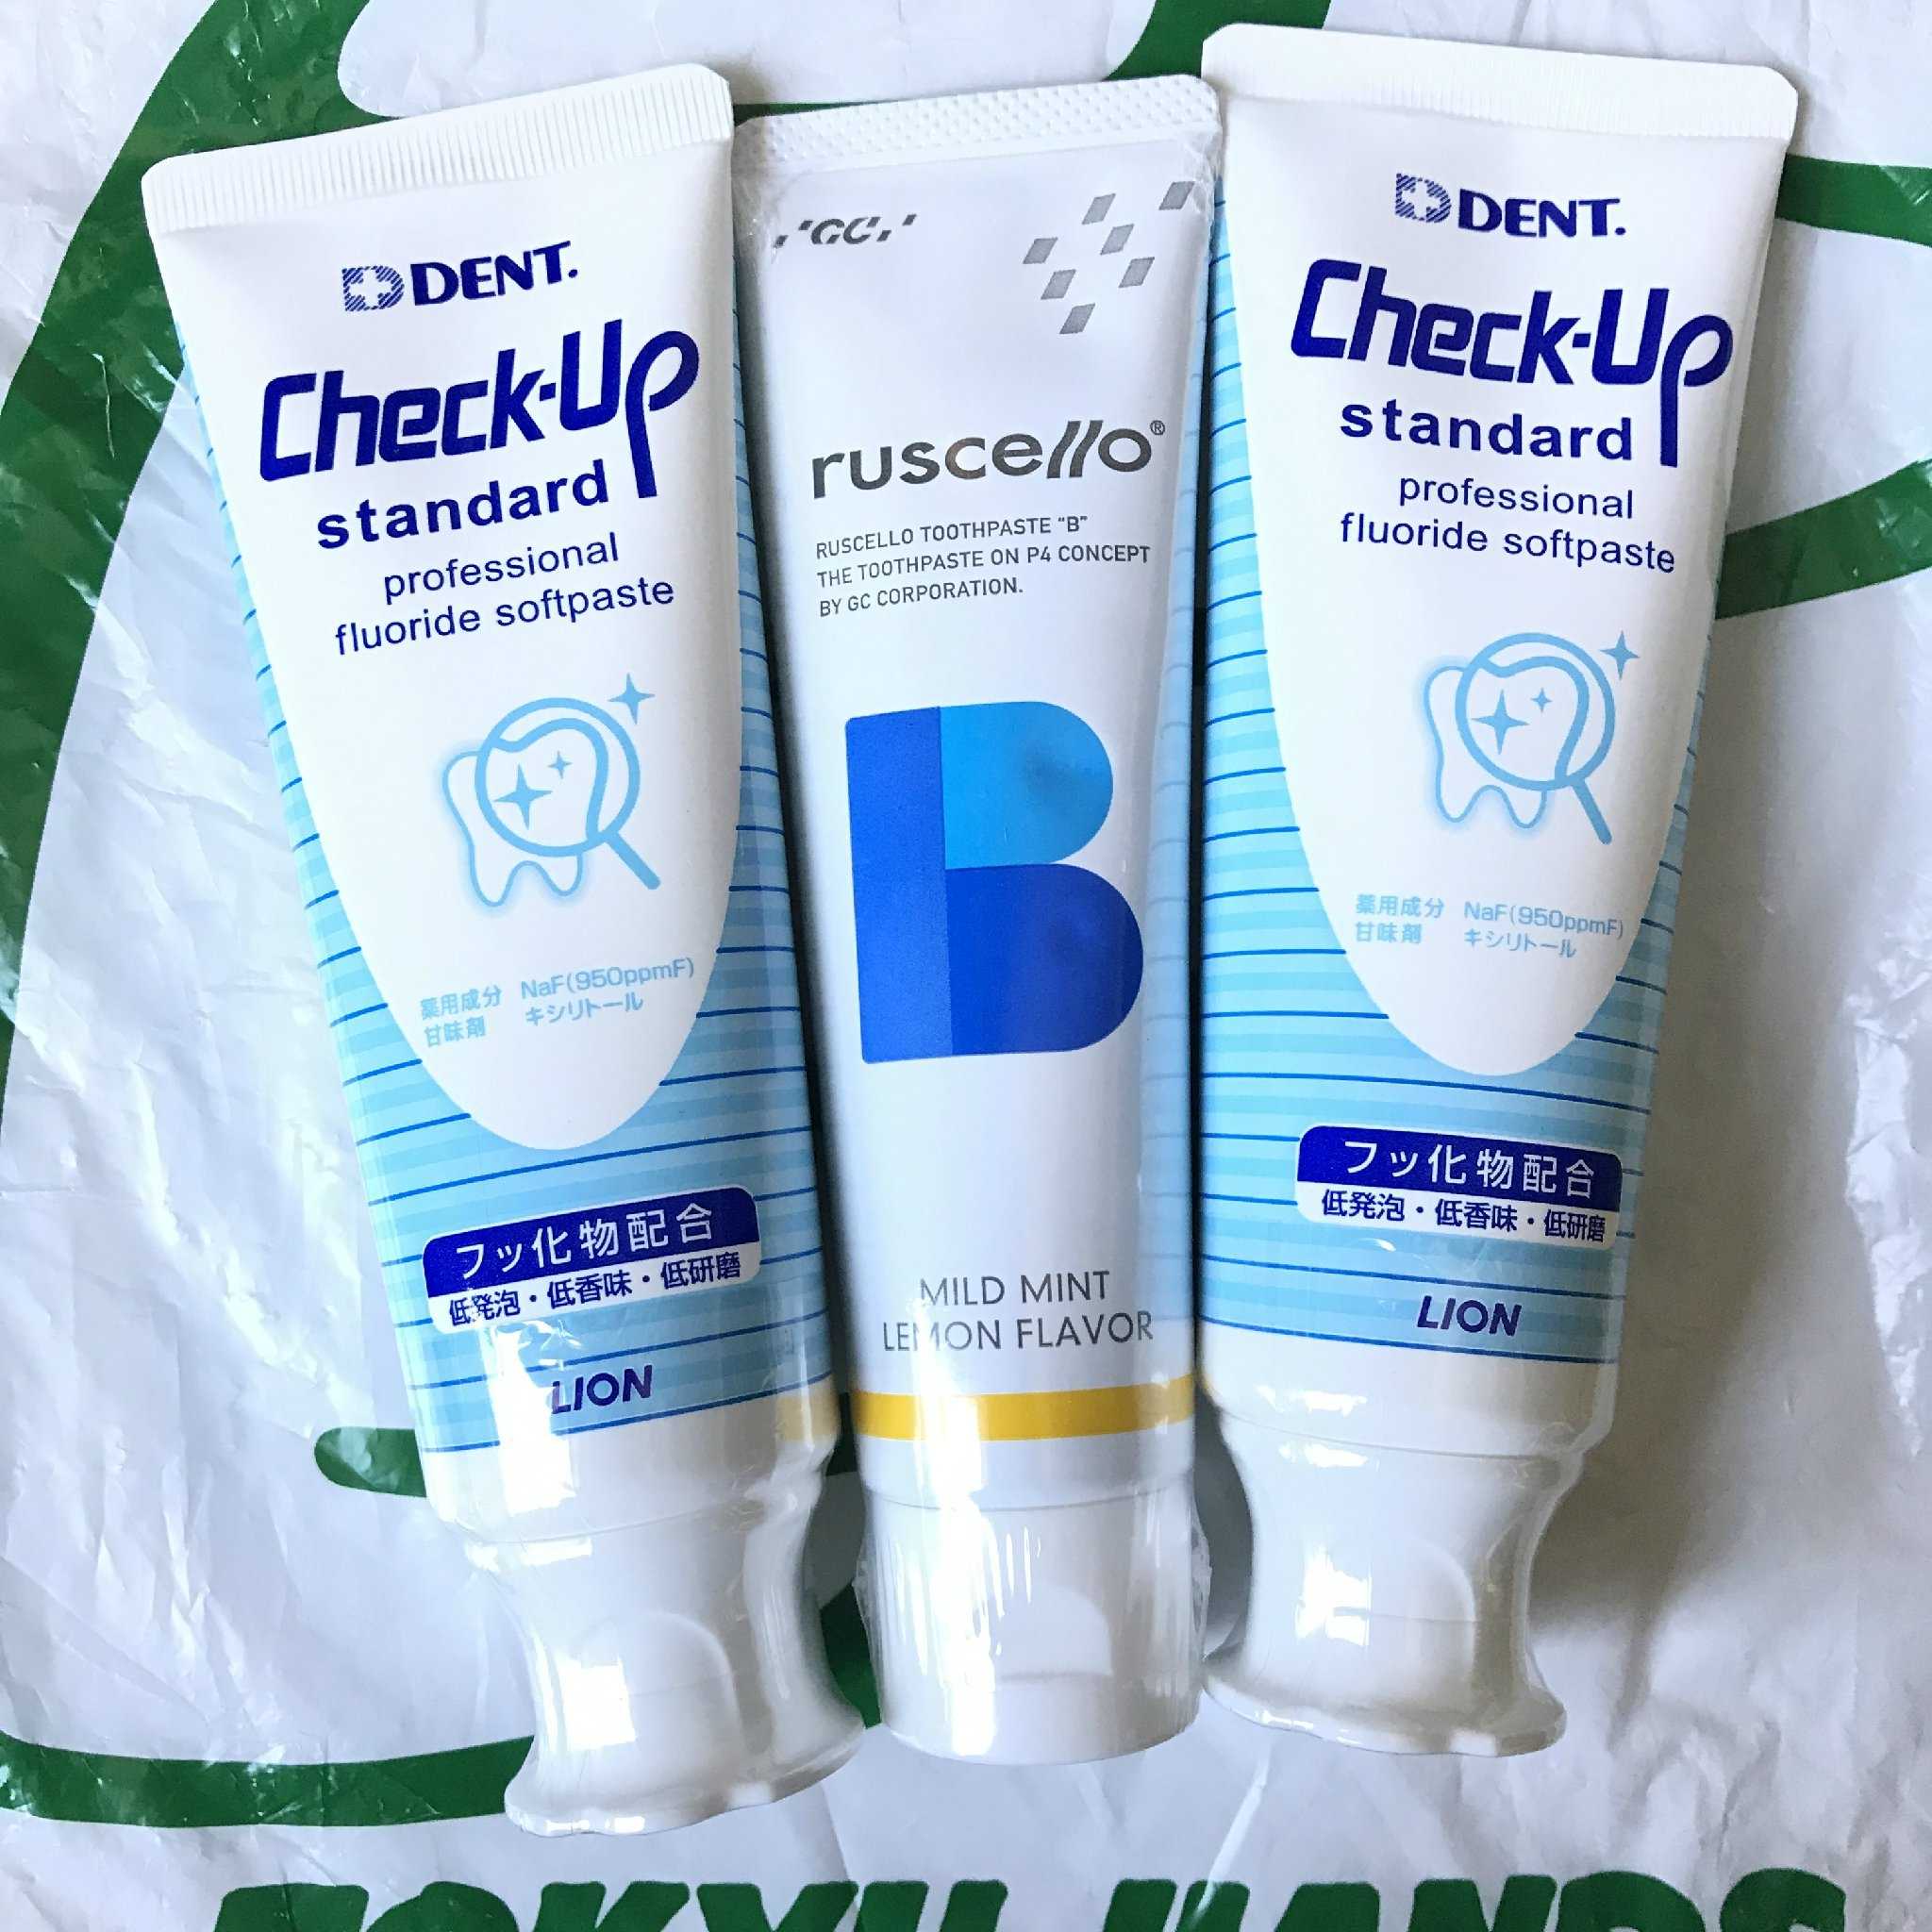 DENT.
Check-Up
standard
professional
fluoride softpaste
薬用成分 NaF(950ppmF)
甘味剤 キシリトール
フッ化物配合
低発泡・低香味・低研磨
LION
'GC'
ruscello®
RUSCELLO TOOTHPASTE "B"
THE TOOTHPASTE ON P4 CONCEPT
BY GC CORPORATION.
B
MILD MINT
LEMON FLAVOR
DENT.
Check-Up
standard
professional
fluoride softpaste
薬用成分 NaF(950ppmF)
甘味剤 キシリトール
フッ化物配合
低発泡・低香味・低研磨
LION
TOKYU HANDS